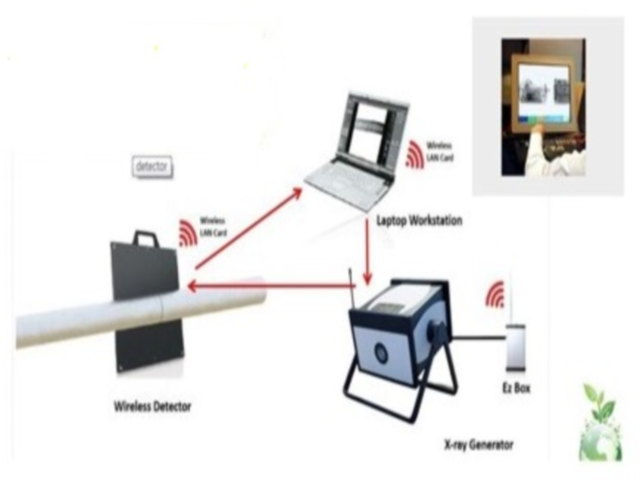 Wireless
LAN Card
detector
Wireless
LAN Card
Laptop Workstation
Ez Box
Wireless Detector
X-ray Generator